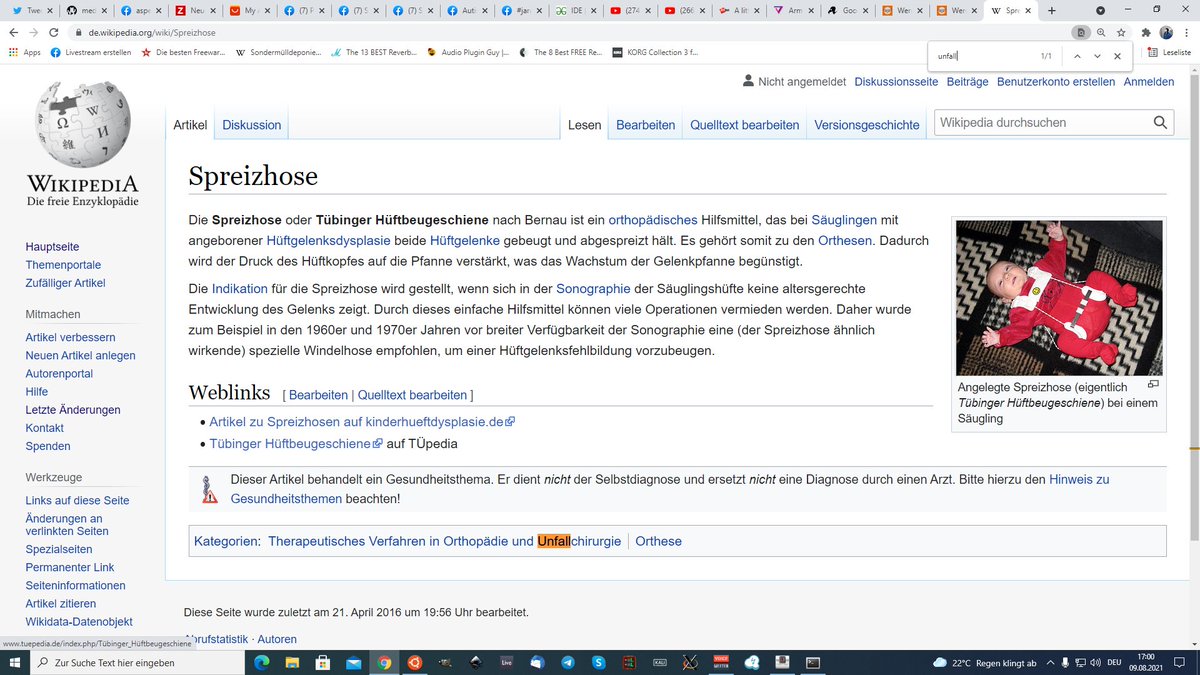 Twee
med
aspe
Neu
My A
(7) F
(7) S
(7) S
Auti
#jar
IDE
(274
(266
A litt
Arm
Goo
Wer
Wer
Spre
de.wikipedia.org/wiki/Spreizhose
unfall
1/1
Apps
Livestream erstellen
Die besten Freewar...
Sondermülldeponie...
The 13 BEST Reverb...
Audio Plugin Guy |...
The 8 Best FREE Re...
KORG Collection 3 f...
Leseliste
Nicht angemeldet Diskussionsseite Beiträge Benutzerkonto erstellen Anmelden
Artikel Diskussion
Lesen Bearbeiten Quelltext bearbeiten Versionsgeschichte
Wikipedia durchsuchen
WIKIPEDIA
Die freie Enzyklopädie
Hauptseite
Themenportale
Zufälliger Artikel
Mitmachen
Artikel verbessern
Neuen Artikel anlegen
Autorenportal
Hilfe
Letzte Änderungen
Kontakt
Spenden
Werkzeuge
Links auf diese Seite
Änderungen an
verlinkten Seiten
Spezialseiten
Permanenter Link
Seiteninformationen
Artikel zitieren
Wikidata-Datenobjekt
Spreizhose
Die Spreizhose oder Tübinger Hüftbeugeschiene nach Bernau ist ein orthopädisches Hilfsmittel, das bei Säuglingen mit
angeborener Hüftgelenksdysplasie beide Hüftgelenke gebeugt und abgespreizt hält. Es gehört somit zu den Orthesen. Dadurch
wird der Druck des Hüftkopfes auf die Pfanne verstärkt, was das Wachstum der Gelenkpfanne begünstigt.
Die Indikation für die Spreizhose wird gestellt, wenn sich in der Sonographie der Säuglingshüfte keine altersgerechte
Entwicklung des Gelenks zeigt. Durch dieses einfache Hilfsmittel können viele Operationen vermieden werden. Daher wurde
zum Beispiel in den 1960er und 1970er Jahren vor breiter Verfügbarkeit der Sonographie eine (der Spreizhose ähnlich
wirkende) spezielle Windelhose empfohlen, um einer Hüftgelenksfehlbildung vorzubeugen.
Angelegte Spreizhose (eigentlich
Tübinger Hüftbeugeschiene) bei einem
Säugling
Weblinks [ Bearbeiten | Quelltext bearbeiten ]
Artikel zu Spreizhosen auf kinderhueftdysplasie.de
Tübinger Hüftbeugeschiene auf TÜpedia
Dieser Artikel behandelt ein Gesundheitsthema. Er dient nicht der Selbstdiagnose und ersetzt nicht eine Diagnose durch einen Arzt. Bitte hierzu den Hinweis zu
Gesundheitsthemen beachten!
Kategorien: Therapeutisches Verfahren in Orthopädie und Unfallchirurgie | Orthese
Diese Seite wurde zuletzt am 21. April 2016 um 19:56 Uhr bearbeitet.
Abrufstatistik · Autoren
www.tuepedia.de/index.php/Tübinger_Hüftbeugeschiene
Zur Suche Text hier eingeben
Live
22°C Regen klingt ab
DEU
17:00
09.08.2021